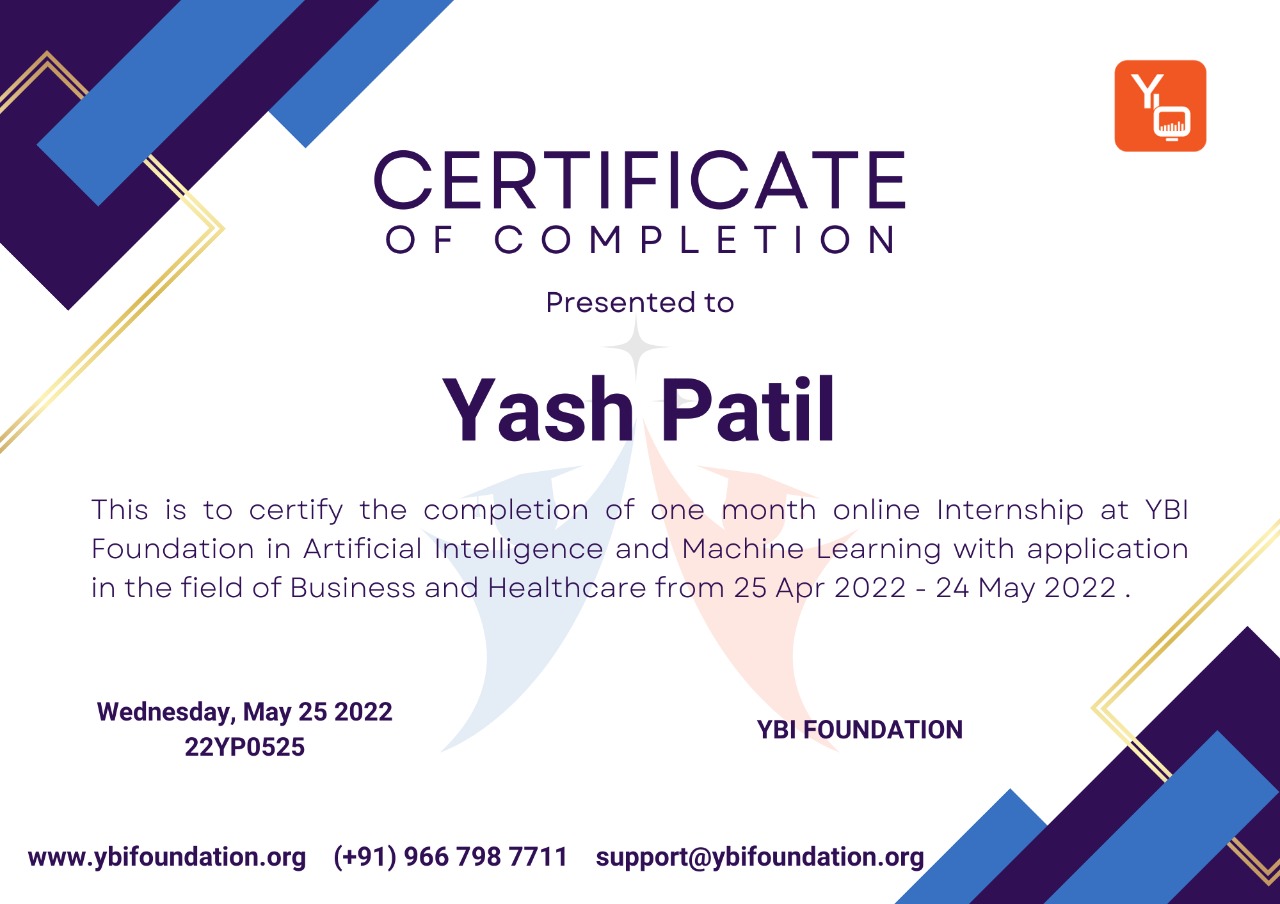 CERTIFICATE
OF COMPLETION
Presented to
Yash Patil
This is to certify the completion of one month online Internship at YBI
Foundation in Artificial Intelligence and Machine Learning with application
in the field of Business and Healthcare from 25 Apr 2022 - 24 May 2022 .
Wednesday, May 25 2022
22YP0525
YBI FOUNDATION
www.ybifoundation.org (+91) 966 798 7711 support@ybifoundation.org